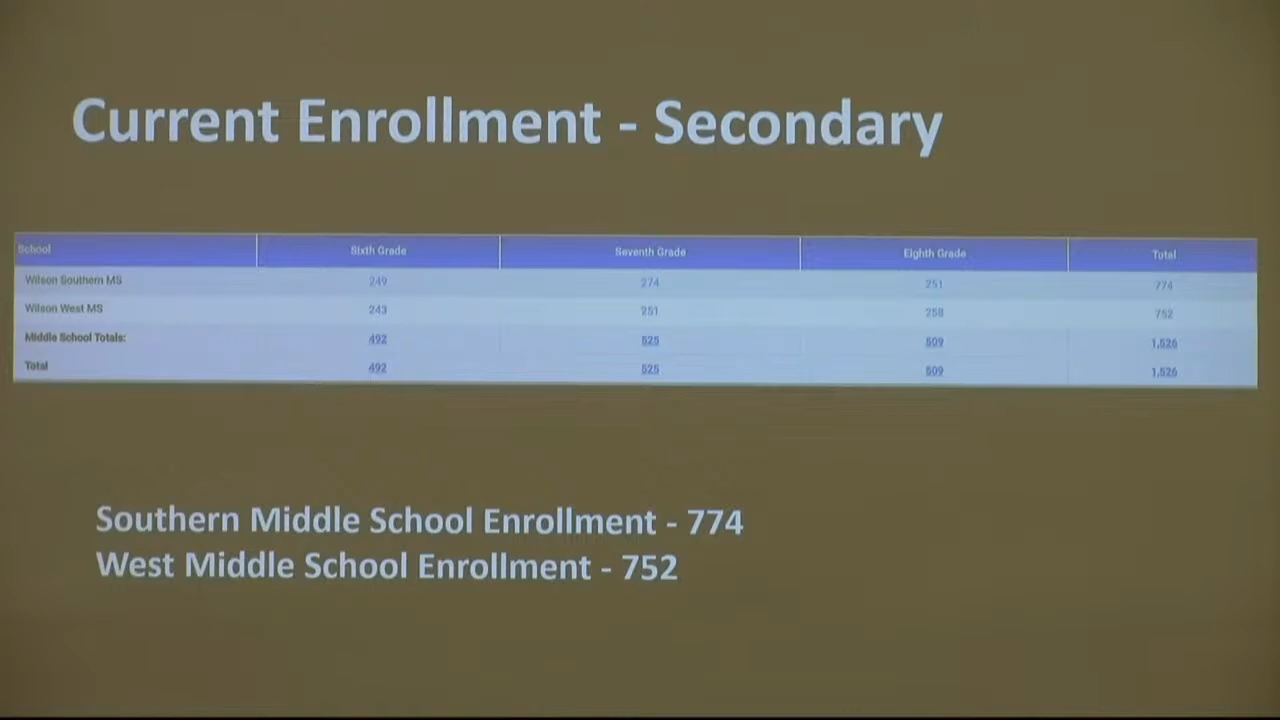 Current Enrollment - Secondary
School Sixth Grade Seventh Grade Eighth Grade Total
Wilson Southern MS 249 274 251 774
Wilson West MS 243 251 258 752
Middle School Totals: 492 525 509 1,526
Total 492 525 509 1,526
Southern Middle School Enrollment - 774
West Middle School Enrollment - 752